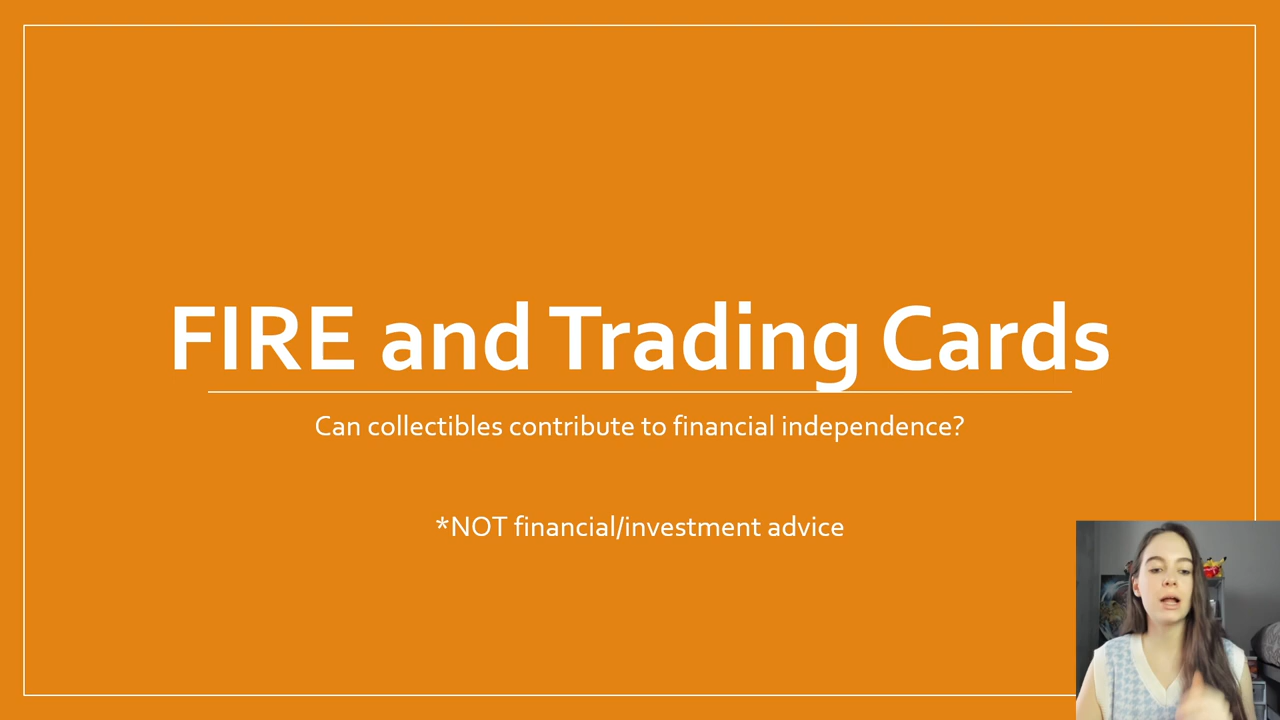 FIRE and Trading Cards
Can collectibles contribute to financial independence?
*NOT financial/investment advice